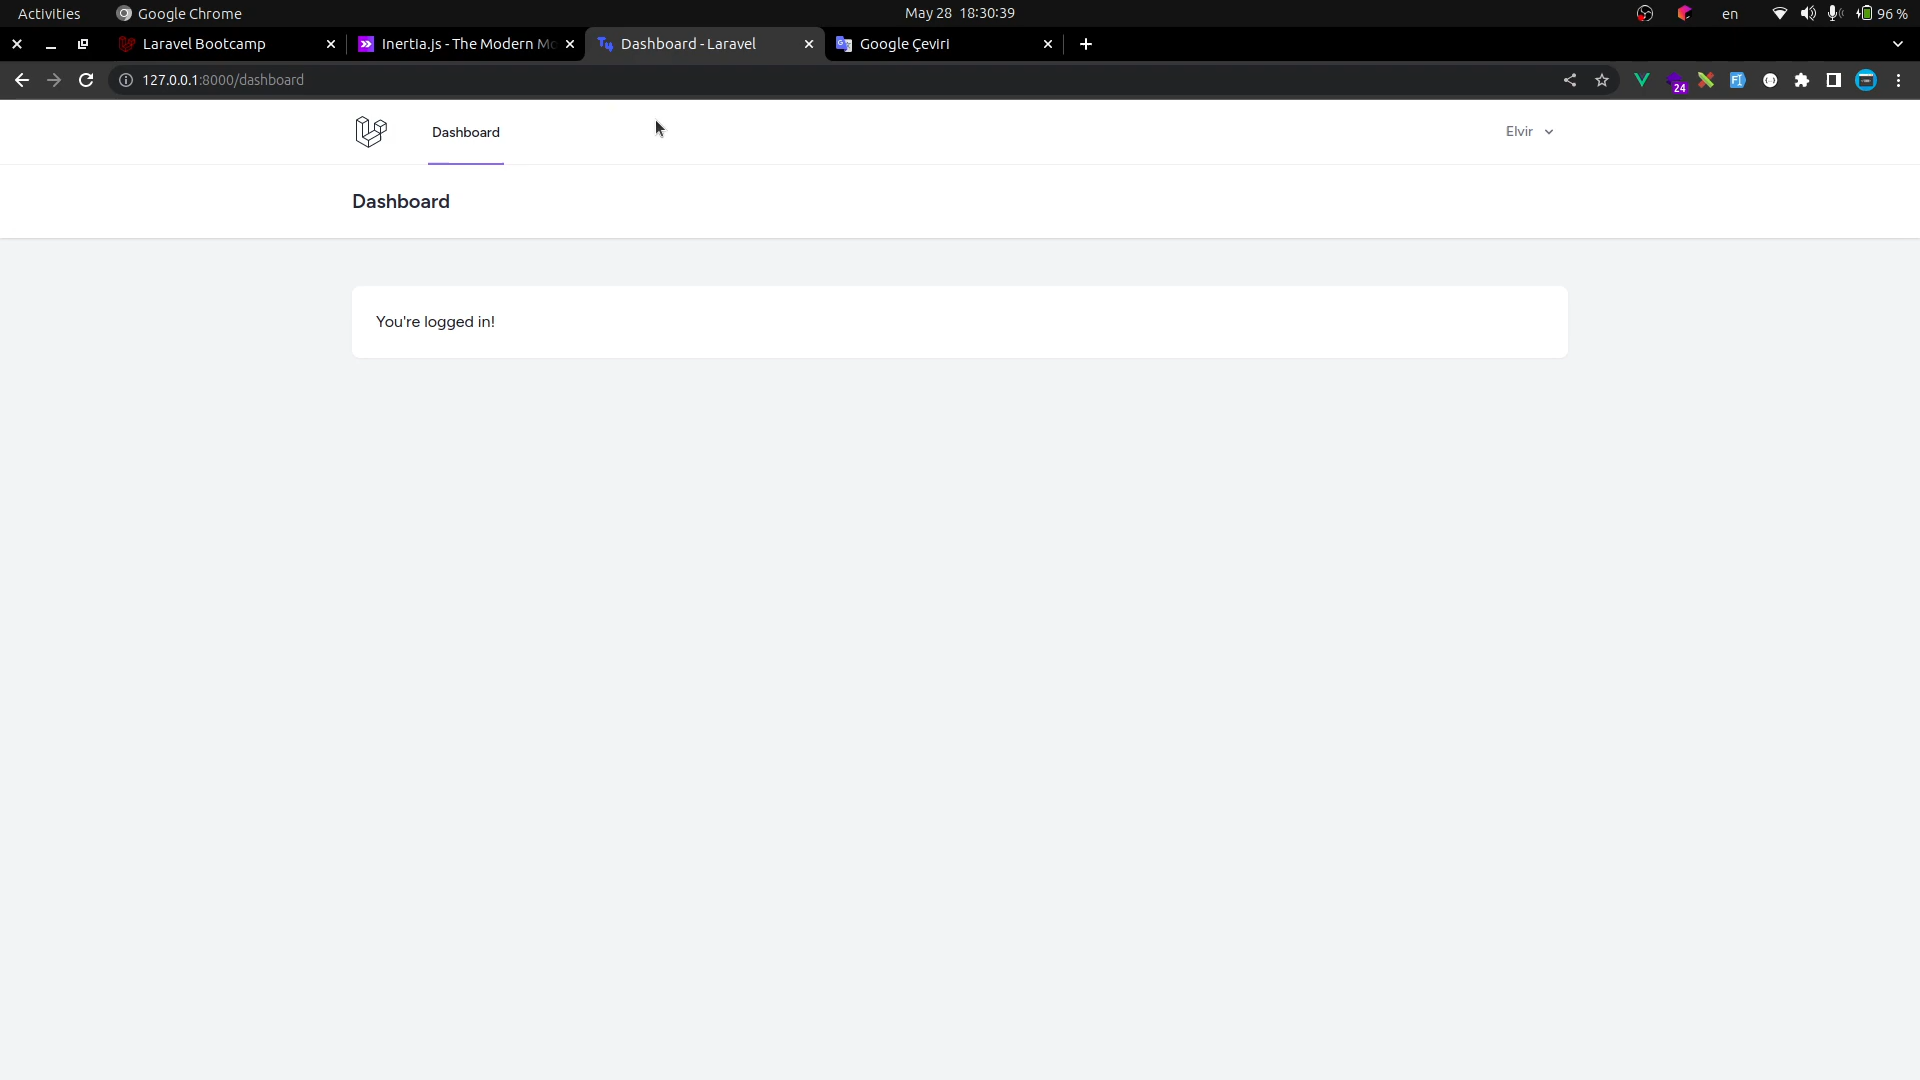 Activities
Google Chrome
May 28 18:30:39
en
96 %
Laravel Bootcamp
Inertia.js - The Modern Mo
Dashboard - Laravel
Google Çeviri
127.0.0.1:8000/dashboard
24
Dashboard
Elvir
Dashboard
You're logged in!